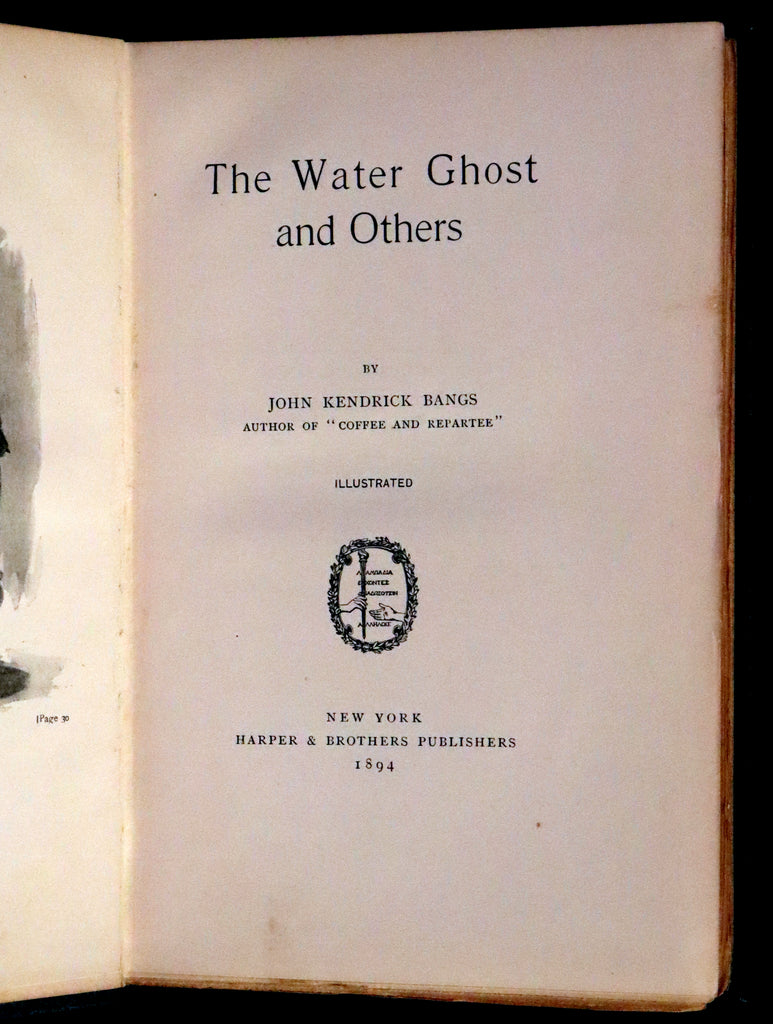 The Water Ghost
and Others
BY
JOHN KENDRICK BANGS
AUTHOR OF "COFFEE AND REPARTEE"
ILLUSTRATED
NEW YORK
HARPER & BROTHERS PUBLISHERS
1894
[Page 30